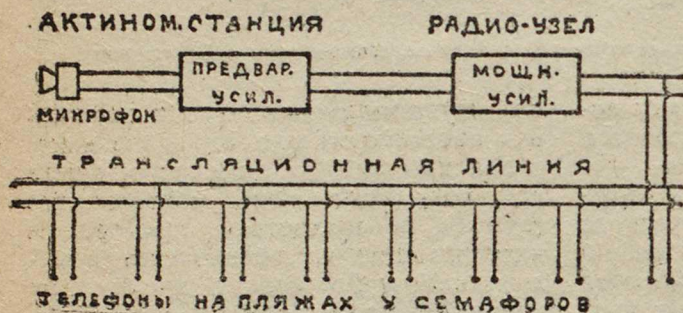 АКТИНОМ. СТАНЦИЯ РАДИО-УЗЕЛ
ПРЕДВАР. УСИЛ.
МОЩН. УСИЛ.
МИКРОФОН
ТРАНСЛЯЦИОННАЯ ЛИНИЯ
ТЕЛЕФОНЫ НА ПЛЯЖАХ У СЕМАФОРОВ